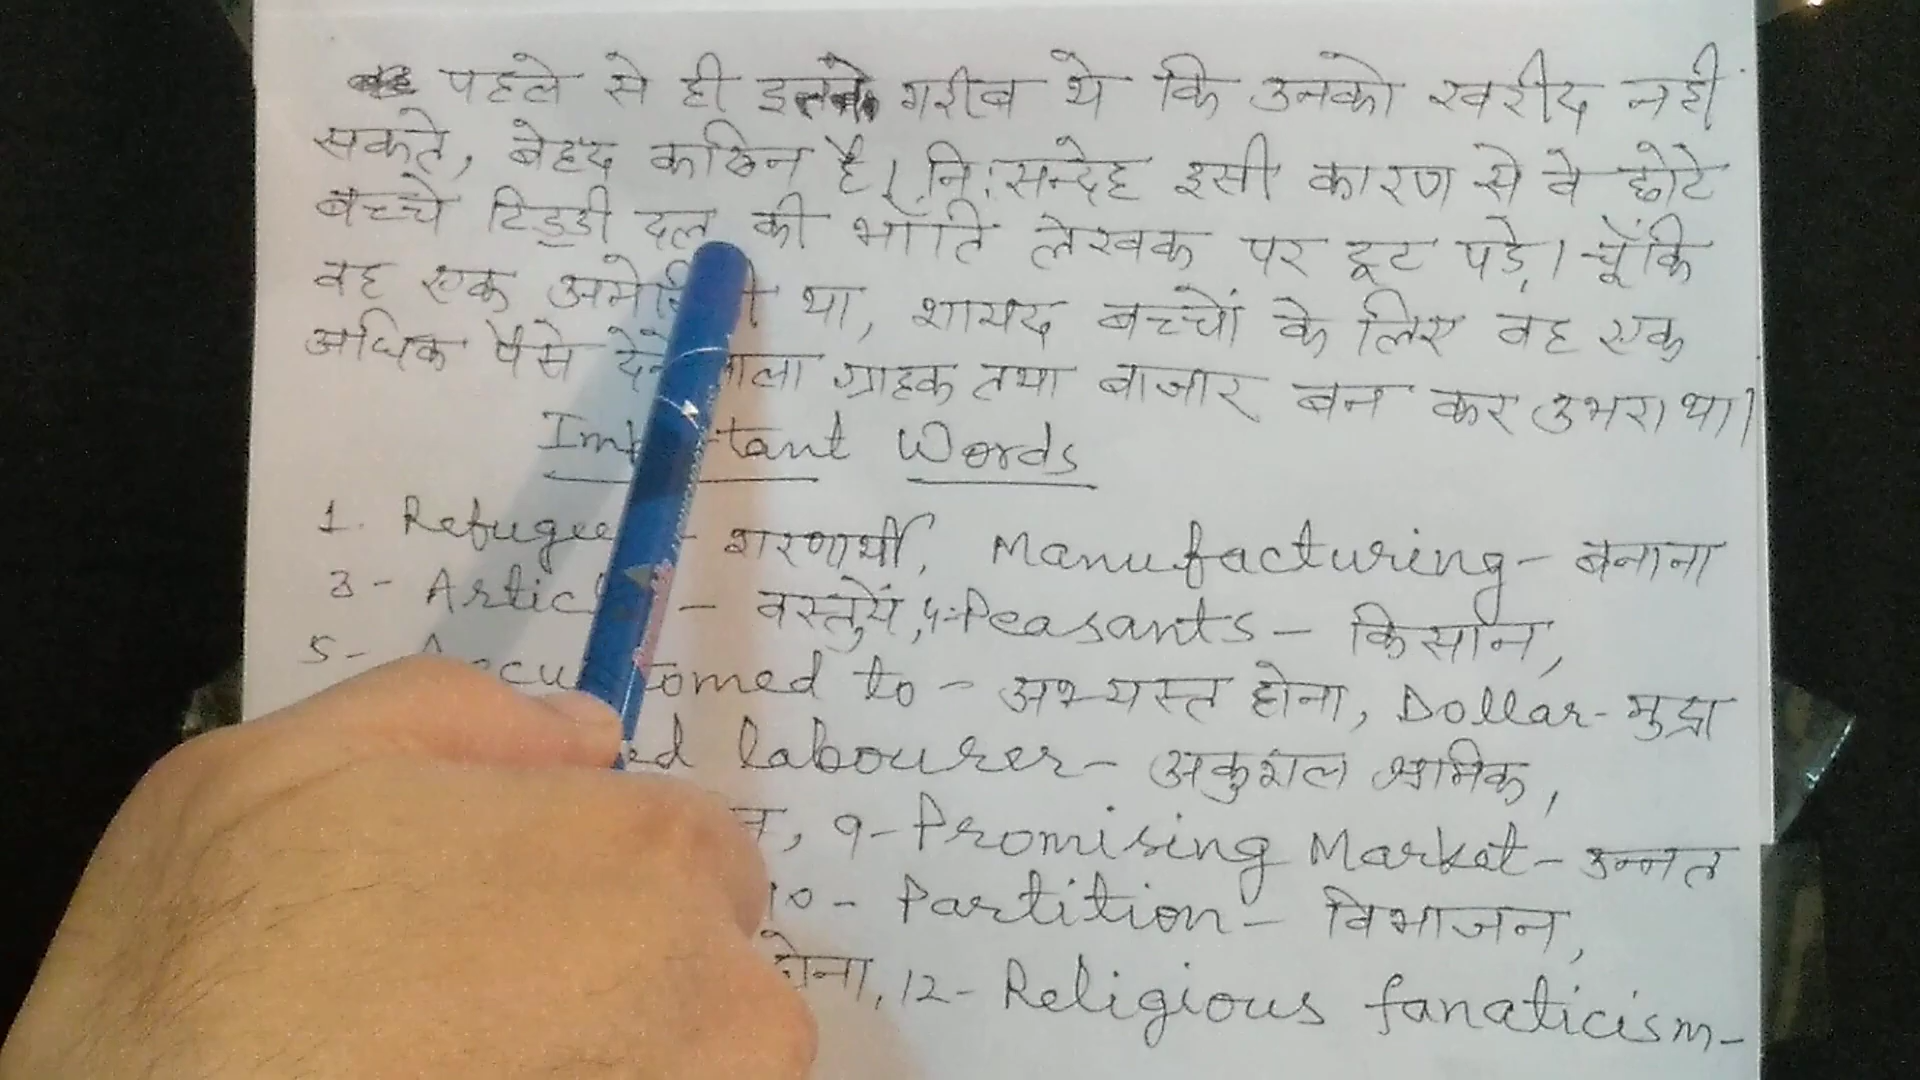 पहले से ही इतने गरीब थे कि उनको खरीद नही
सकते, बेहद कठिन है। नि:सन्देह इसी कारण से वे छोटे
बच्चे टिड्डी दल की भाँति लेखक पर टूट पड़े। चूँकि
वह एक था, शायद बच्चों के लिए वह एक
अधिक पैसे ग्राहक तथा बाजार बन कर उभरा था।
Words
1. शरणार्थी, Manufacturing - बनाना
3 - - वस्तुयें, 4-Peasants - किसान,
5- to - अभ्यस्त होना, Dollar - मुद्रा
labourer - अकुशल श्रमिक,
9 - Promising Market - उन्नत
10 - Partition - विभाजन,
12 - Religious fanaticism -